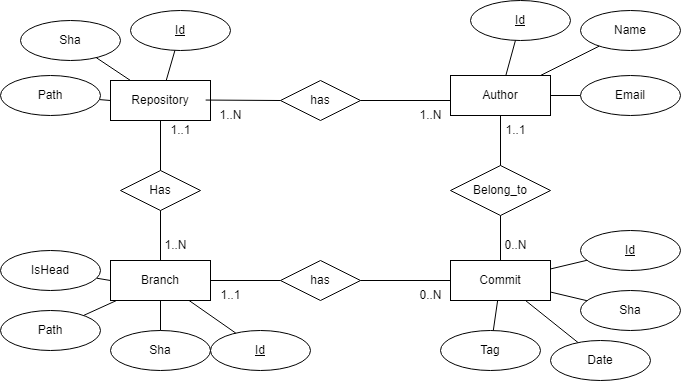 Id
Id
Sha
Name
Path
Repository
has
Author
Email
1..N
1..N
1..1
1..1
Has
Belong_to
1..N
0..N
Id
IsHead
Branch
has
Commit
1..1
0..N
Sha
Path
Sha
Id
Tag
Date